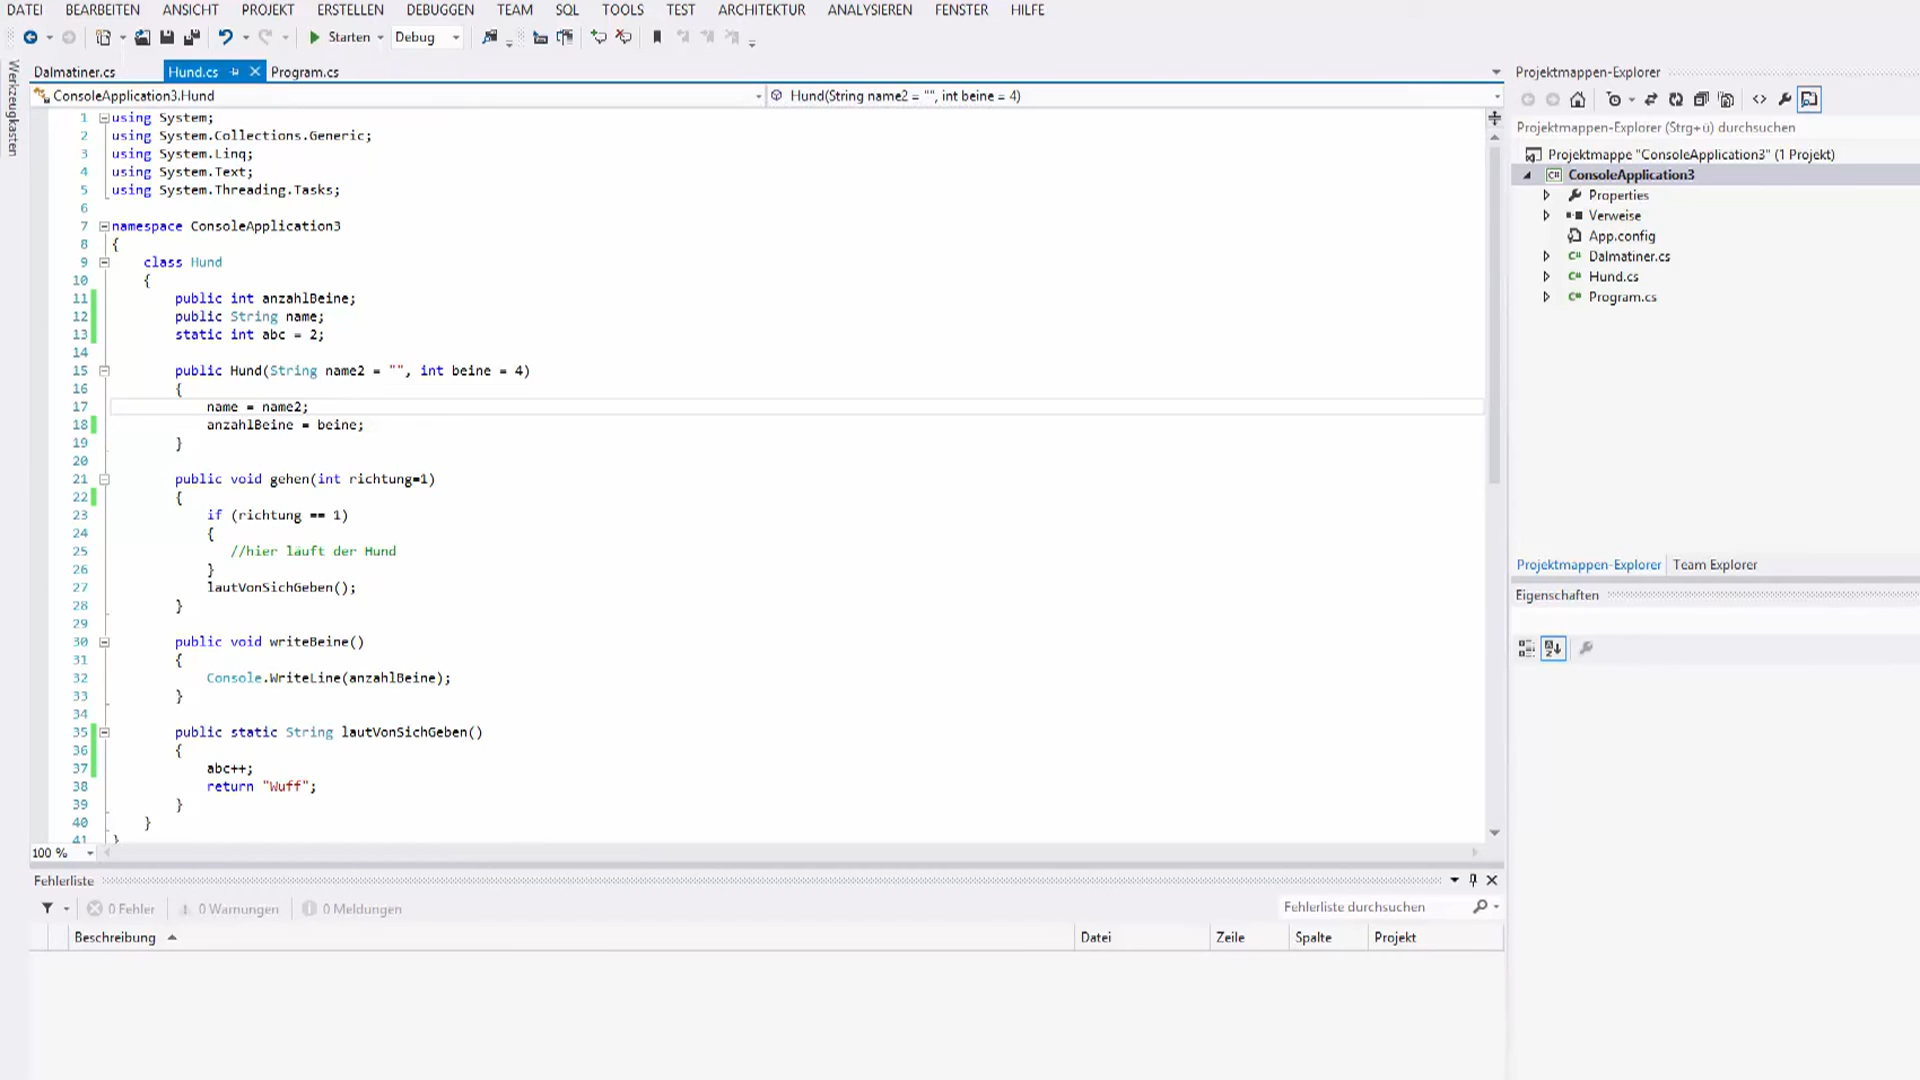 DATEI BEARBEITEN ANSICHT PROJEKT ERSTELLEN DEBUGGEN TEAM SQL TOOLS TEST ARCHITEKTUR ANALYSIEREN FENSTER HILFE
Starten Debug
Werkzeugkasten
Dalmatiner.cs Hund.cs Program.cs
ConsoleApplication3.Hund Hund(String name2 = "", int beine = 4)
1 using System;
2 using System.Collections.Generic;
3 using System.Linq;
4 using System.Text;
5 using System.Threading.Tasks;
6
7 namespace ConsoleApplication3
8 {
9 class Hund
10 {
11 public int anzahlBeine;
12 public String name;
13 static int abc = 2;
14
15 public Hund(String name2 = "", int beine = 4)
16 {
17 name = name2;
18 anzahlBeine = beine;
19 }
20
21 public void gehen(int richtung=1)
22 {
23 if (richtung == 1)
24 {
25 //hier läuft der Hund
26 }
27 lautVonSichGeben();
28 }
29
30 public void writeBeine()
31 {
32 Console.WriteLine(anzahlBeine);
33 }
34
35 public static String lautVonSichGeben()
36 {
37 abc++;
38 return "Wuff";
39 }
40 }
41 }
100 %
Fehlerliste
0 Fehler 0 Warnungen 0 Meldungen Fehlerliste durchsuchen
Beschreibung Datei Zeile Spalte Projekt
Projektmappen-Explorer
Projektmappen-Explorer (Strg+ü) durchsuchen
Projektmappe "ConsoleApplication3" (1 Projekt)
ConsoleApplication3
Properties
Verweise
App.config
C# Dalmatiner.cs
C# Hund.cs
C# Program.cs
Projektmappen-Explorer Team Explorer
Eigenschaften